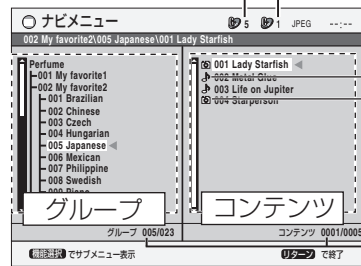 ナビメニュー 5 1 JPEG --:--
002 My favorite2\005 Japanese\001 Lady Starfish
Perfume
001 My favorite1
002 My favorite2
001 Brazilian
002 Chinese
003 Czech
004 Hungarian
005 Japanese
006 Mexican
007 Philippine
008 Swedish
グループ
グループ 005/023
001 Lady Starfish
002 Metal Glue
003 Life on Jupiter
004 Starperson
コンテンツ
コンテンツ 0001/0005
機能選択 でサブメニュー表示
リターン で終了